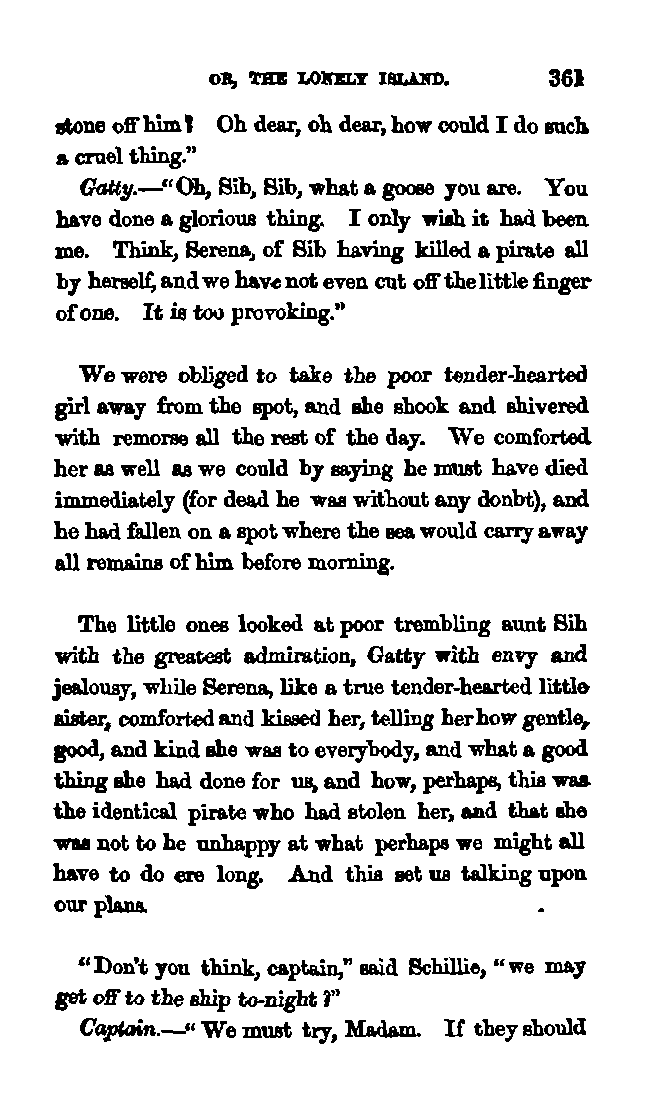 OR, THE LONELY ISLAND. 361
stone off him? Oh dear, oh dear, how could I do such
a cruel thing."
Gatty.—"Oh, Sib, Sib, what a goose you are. You
have done a glorious thing. I only wish it had been
me. Think, Serena, of Sib having killed a pirate all
by herself, and we have not even cut off the little finger
of one. It is too provoking."
We were obliged to take the poor tender-hearted
girl away from the spot, and she shook and shivered
with remorse all the rest of the day. We comforted
her as well as we could by saying he must have died
immediately (for dead he was without any doubt), and
he had fallen on a spot where the sea would carry away
all remains of him before morning.
The little ones looked at poor trembling aunt Sib
with the greatest admiration, Gatty with envy and
jealousy, while Serena, like a true tender-hearted little
sister, comforted and kissed her, telling her how gentle,
good, and kind she was to everybody, and what a good
thing she had done for us, and how, perhaps, this was
the identical pirate who had stolen her, and that she
was not to be unhappy at what perhaps we might all
have to do ere long. And this set us talking upon
our plans.
"Don't you think, captain," said Schillie, "we may
get off to the ship to-night?"
Captain.—"We must try, Madam. If they should